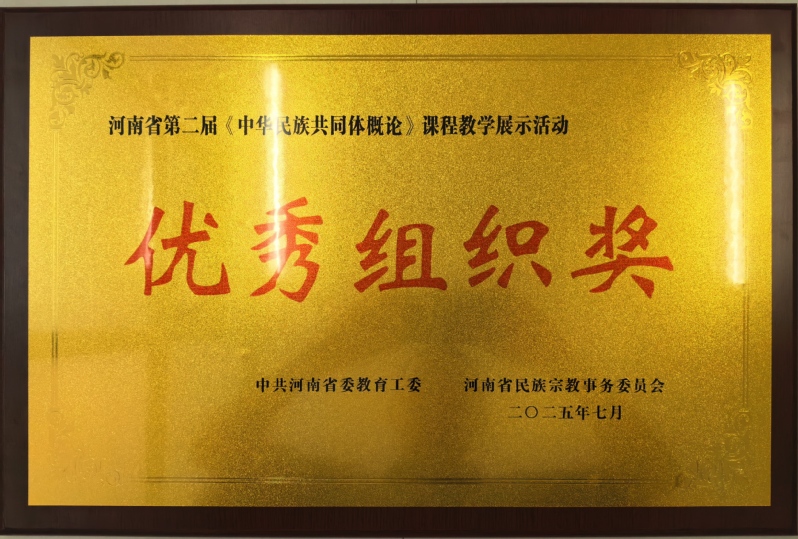 河南省第二届《中华民族共同体概论》课程教学展示活动
优秀组织奖
中共河南省委教育工委 河南省民族宗教事务委员会
二〇二五年七月